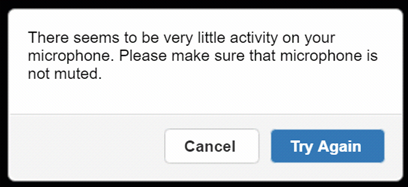 There seems to be very little activity on your
microphone. Please make sure that microphone is
not muted.
Cancel
Try Again